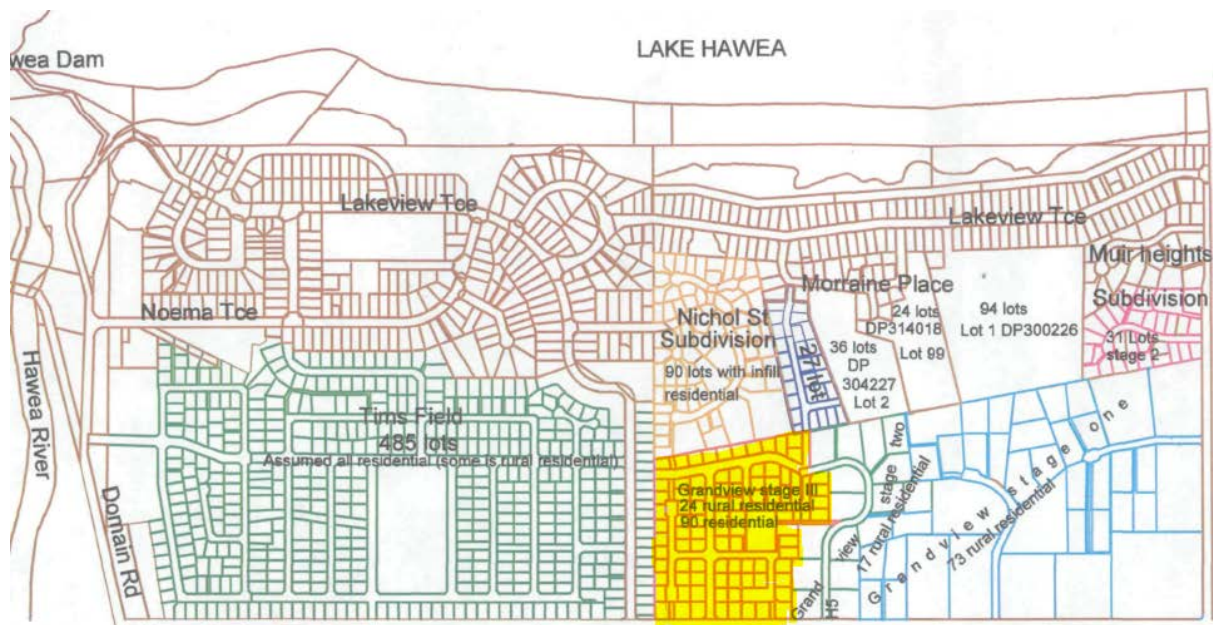 LAKE HAWEA
wea Dam
Lakeview Tce
Lakeview Tce
Muir heights
Noema Tce
Morraine Place
Subdivision
Nichol St
Subdivision
90 lots with infill
residential
27 lot
36 lots
DP
304227
Lot 2
24 lots
DP314018
Lot 99
94 lots
Lot 1 DP300226
31 Lots
stage 2
Hawea River
Domain Rd
Tims Field
485 lots
Assumed all residential (some is rural residential)
Grandview stage III
24 rural residential
90 residential
Grand view stage two
17 rural residential
Grandview stage one
73 rural residential
H5